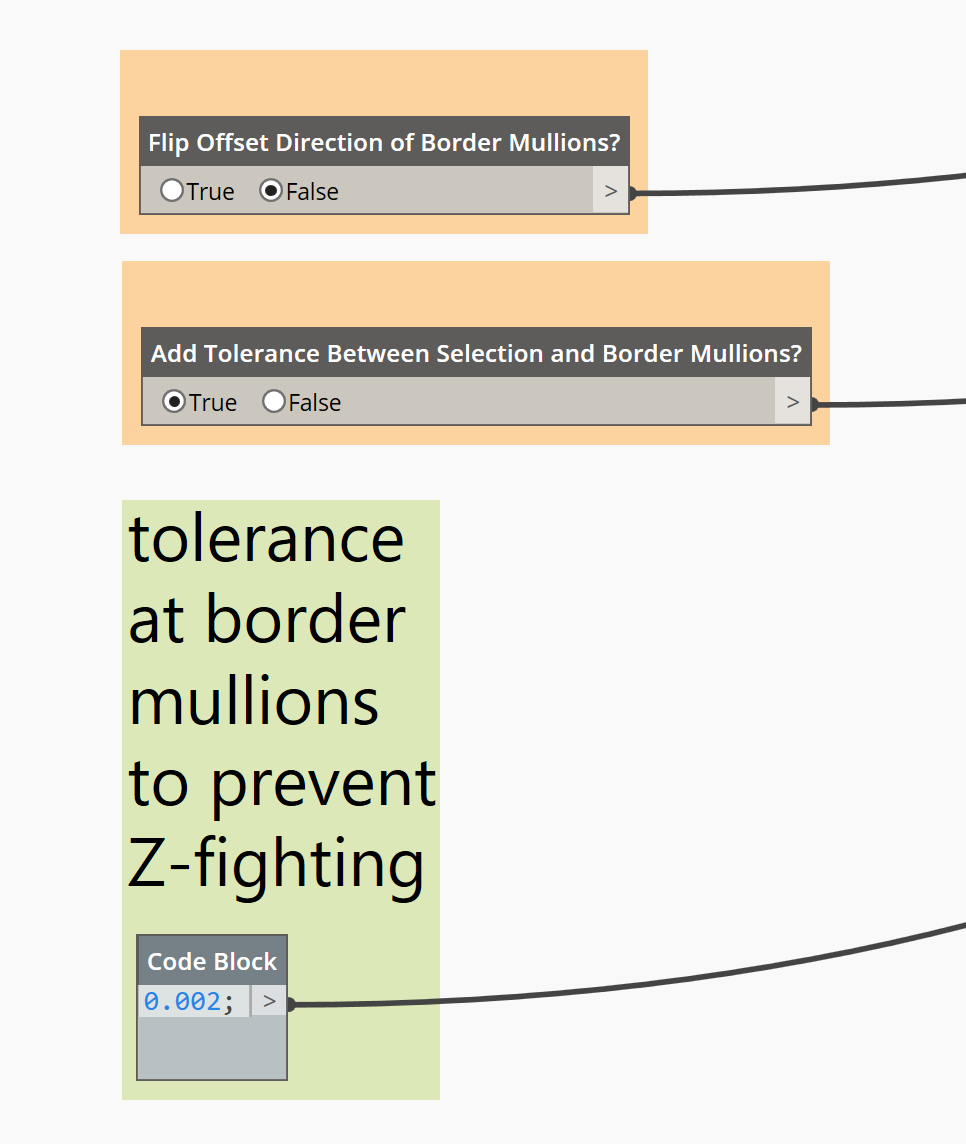 Flip Offset Direction of Border Mullions?
True False >
Add Tolerance Between Selection and Border Mullions?
True False >
tolerance
at border
mullions
to prevent
Z-fighting
Code Block
0.002; >